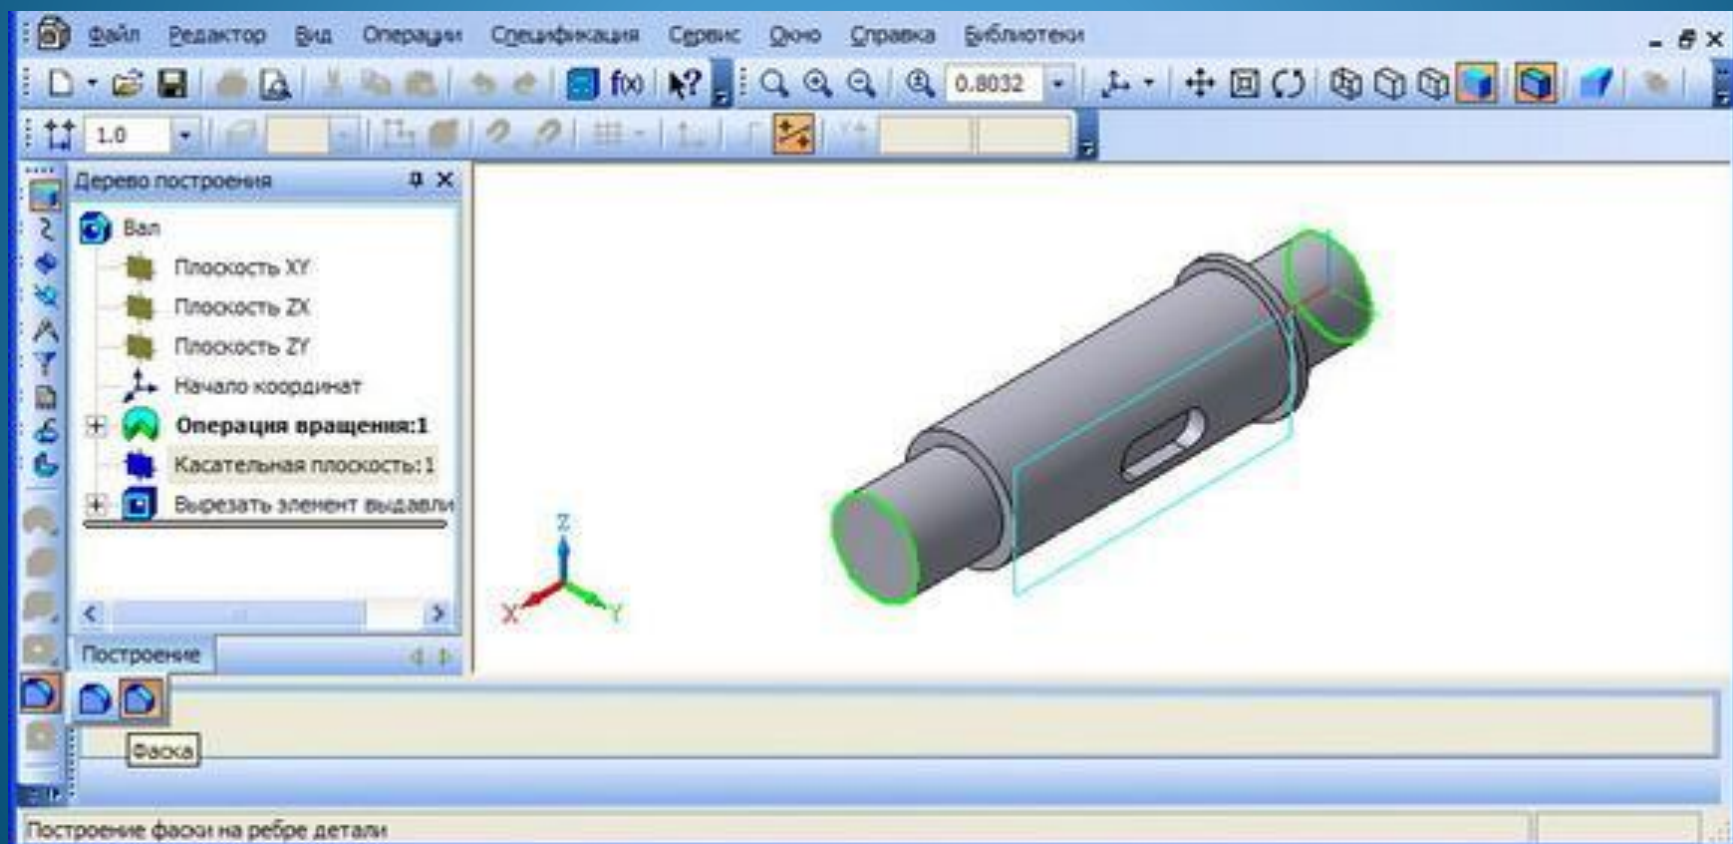 Файл Редактор Вид Операции Спецификация Сервис Окно Справка Библиотеки
f(x) 0.8032
1.0
Дерево построения
Вал
Плоскость XY
Плоскость ZX
Плоскость ZY
Начало координат
Операция вращения:1
Касательная плоскость:1
Вырезать элемент выдавли
Z
X Y
Построение
Фаска
Построение фаски на ребре детали